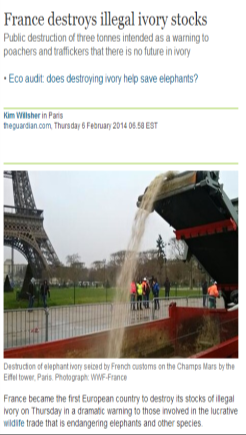 France destroys illegal ivory stocks
Public destruction of three tonnes intended as a warning to
poachers and traffickers that there is no future in ivory
• Eco audit: does destroying ivory help save elephants?
Kim Willsher in Paris
theguardian.com, Thursday 6 February 2014 06.58 EST
Destruction of elephant ivory seized by French customs on the Champs Mars by the
Eiffel tower, Paris. Photograph: WWF-France
France became the first European country to destroy its stocks of illegal
ivory on Thursday in a dramatic warning to those involved in the lucrative
wildlife trade that is endangering elephants and other species.